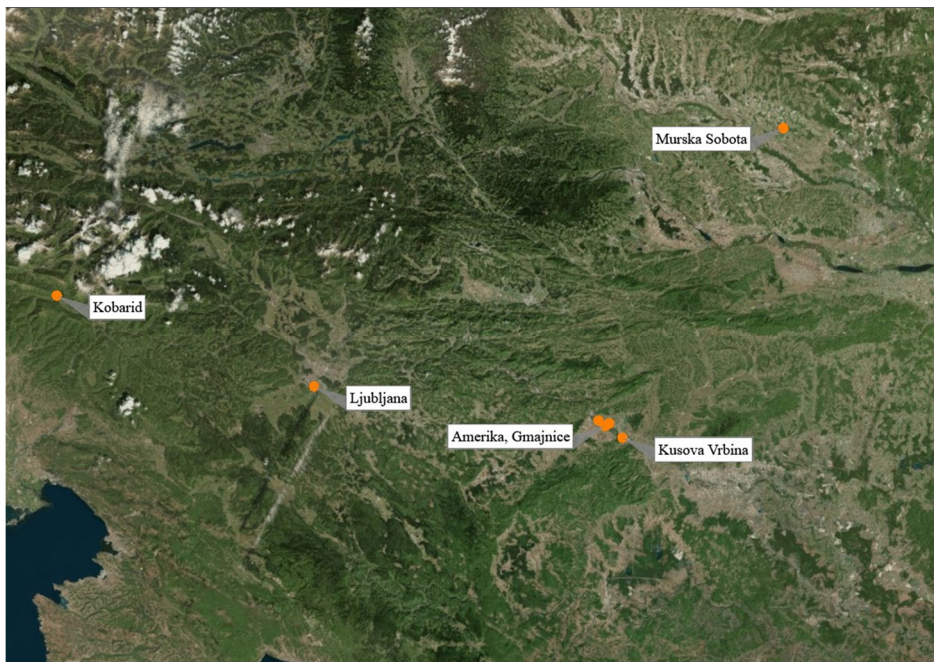 Murska Sobota
Kobarid
Ljubljana
Amerika, Gmajnice
Kusova Vrbina